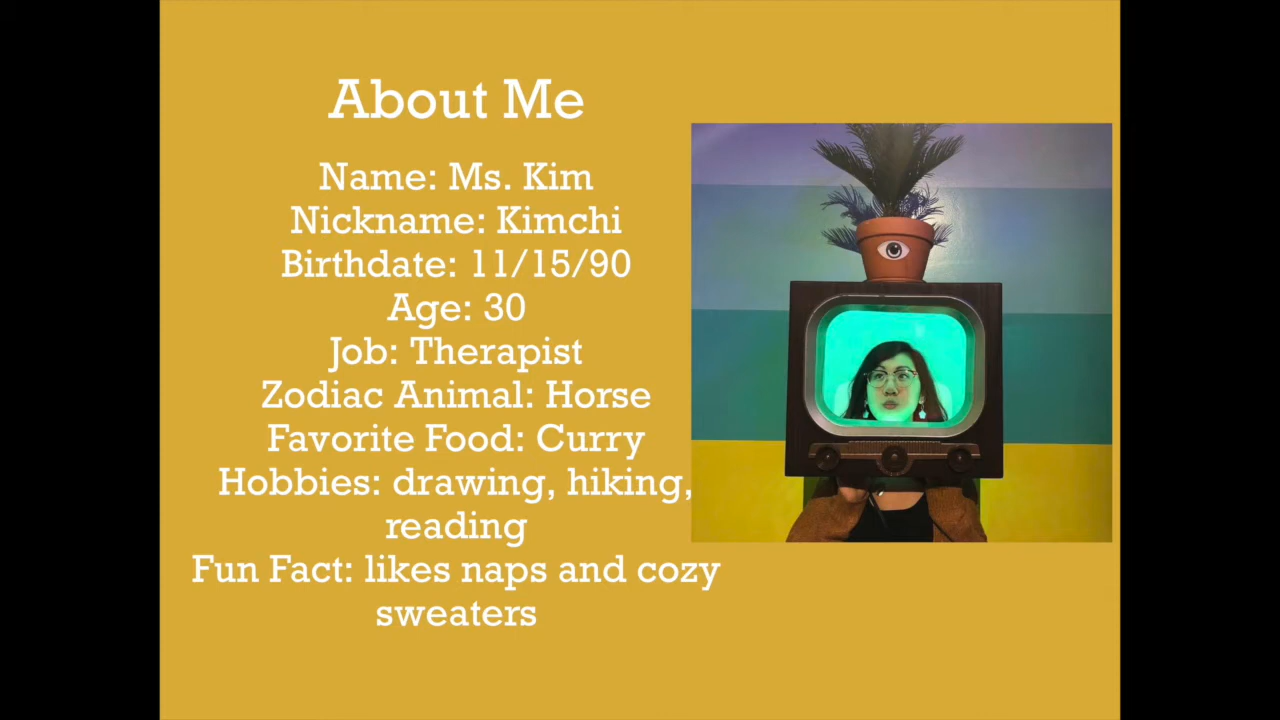 About Me
Name: Ms. Kim
Nickname: Kimchi
Birthdate: 11/15/90
Age: 30
Job: Therapist
Zodiac Animal: Horse
Favorite Food: Curry
Hobbies: drawing, hiking,
reading
Fun Fact: likes naps and cozy
sweaters